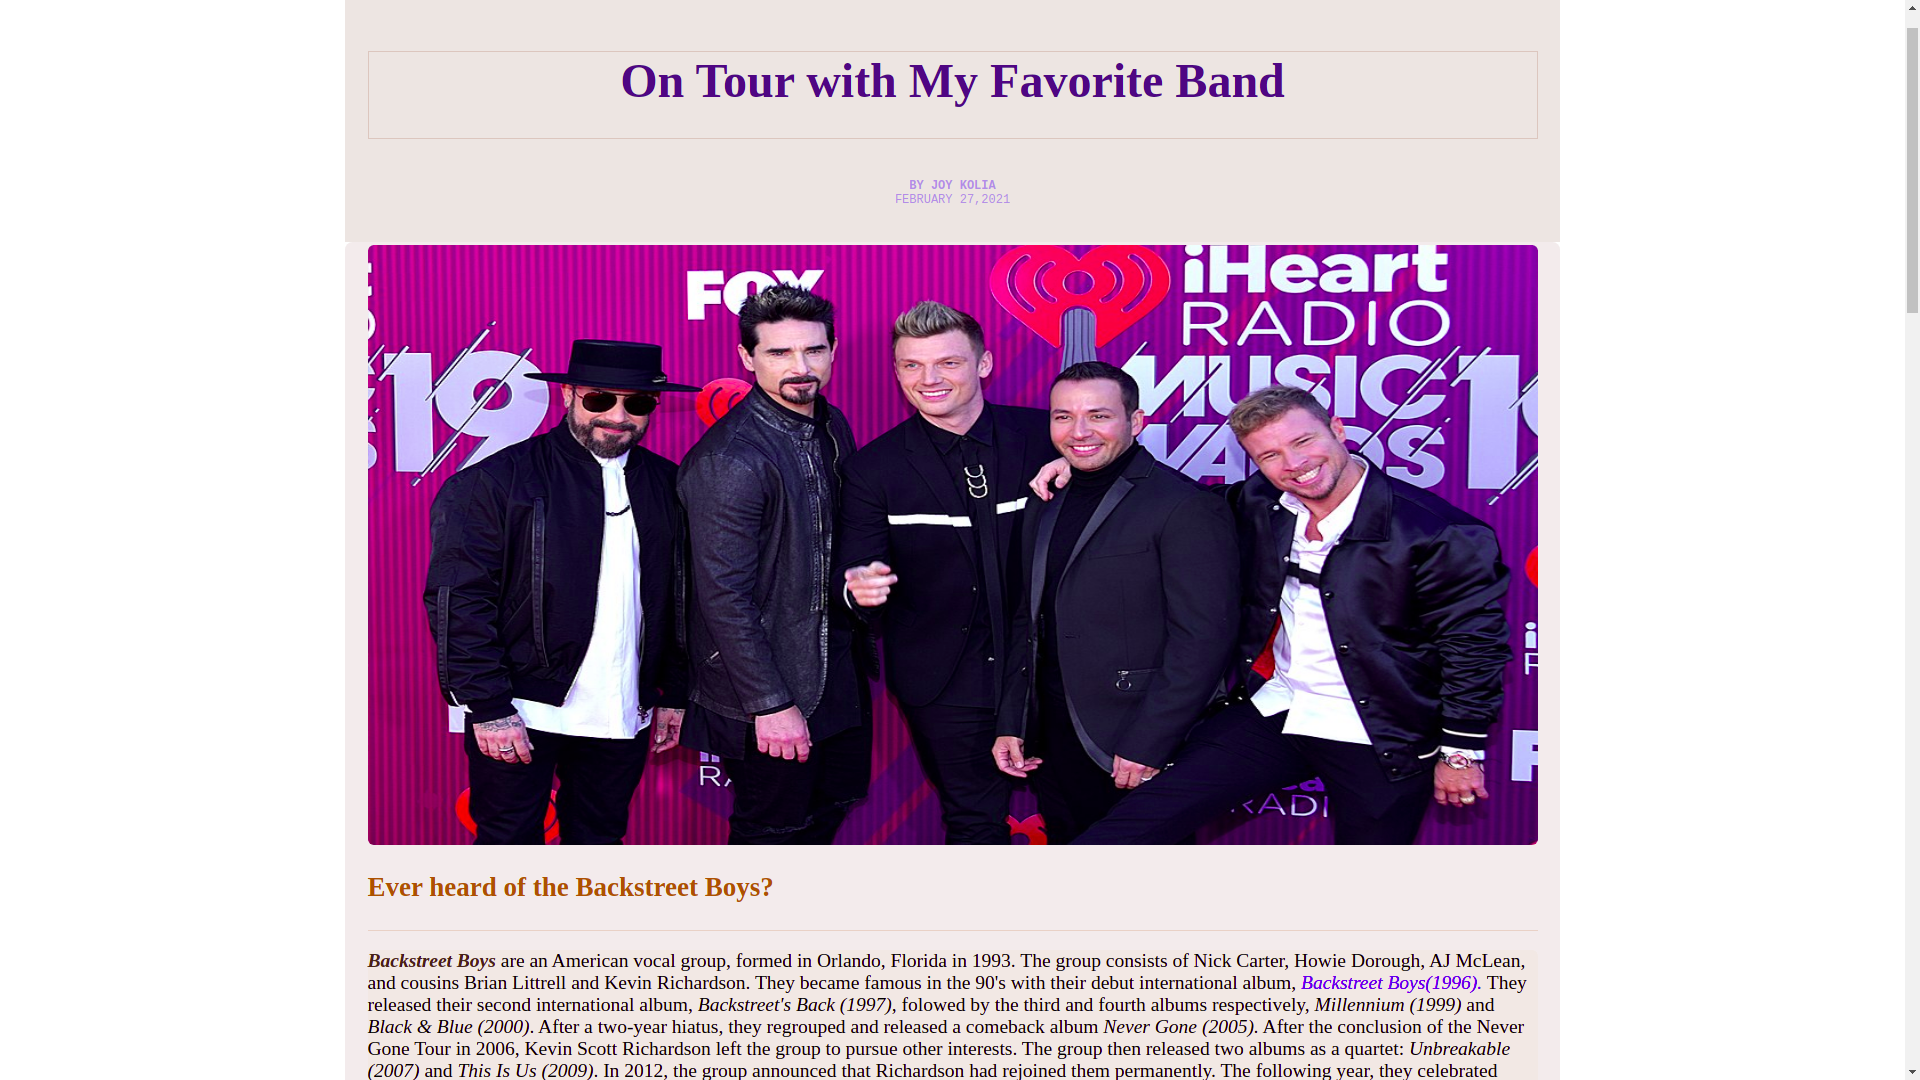 On Tour with My Favorite Band
BY JOY KOLIA
FEBRUARY 27,2021
FOX
iHeart
RADIO
MUSIC
AWARDS
19
Ever heard of the Backstreet Boys?
Backstreet Boys are an American vocal group, formed in Orlando, Florida in 1993. The group consists of Nick Carter, Howie Dorough, AJ McLean,
and cousins Brian Littrell and Kevin Richardson. They became famous in the 90's with their debut international album, Backstreet Boys(1996). They
released their second international album, Backstreet's Back (1997), folowed by the third and fourth albums respectively, Millennium (1999) and
Black & Blue (2000). After a two-year hiatus, they regrouped and released a comeback album Never Gone (2005). After the conclusion of the Never
Gone Tour in 2006, Kevin Scott Richardson left the group to pursue other interests. The group then released two albums as a quartet: Unbreakable
(2007) and This Is Us (2009). In 2012, the group announced that Richardson had rejoined them permanently. The following year, they celebrated